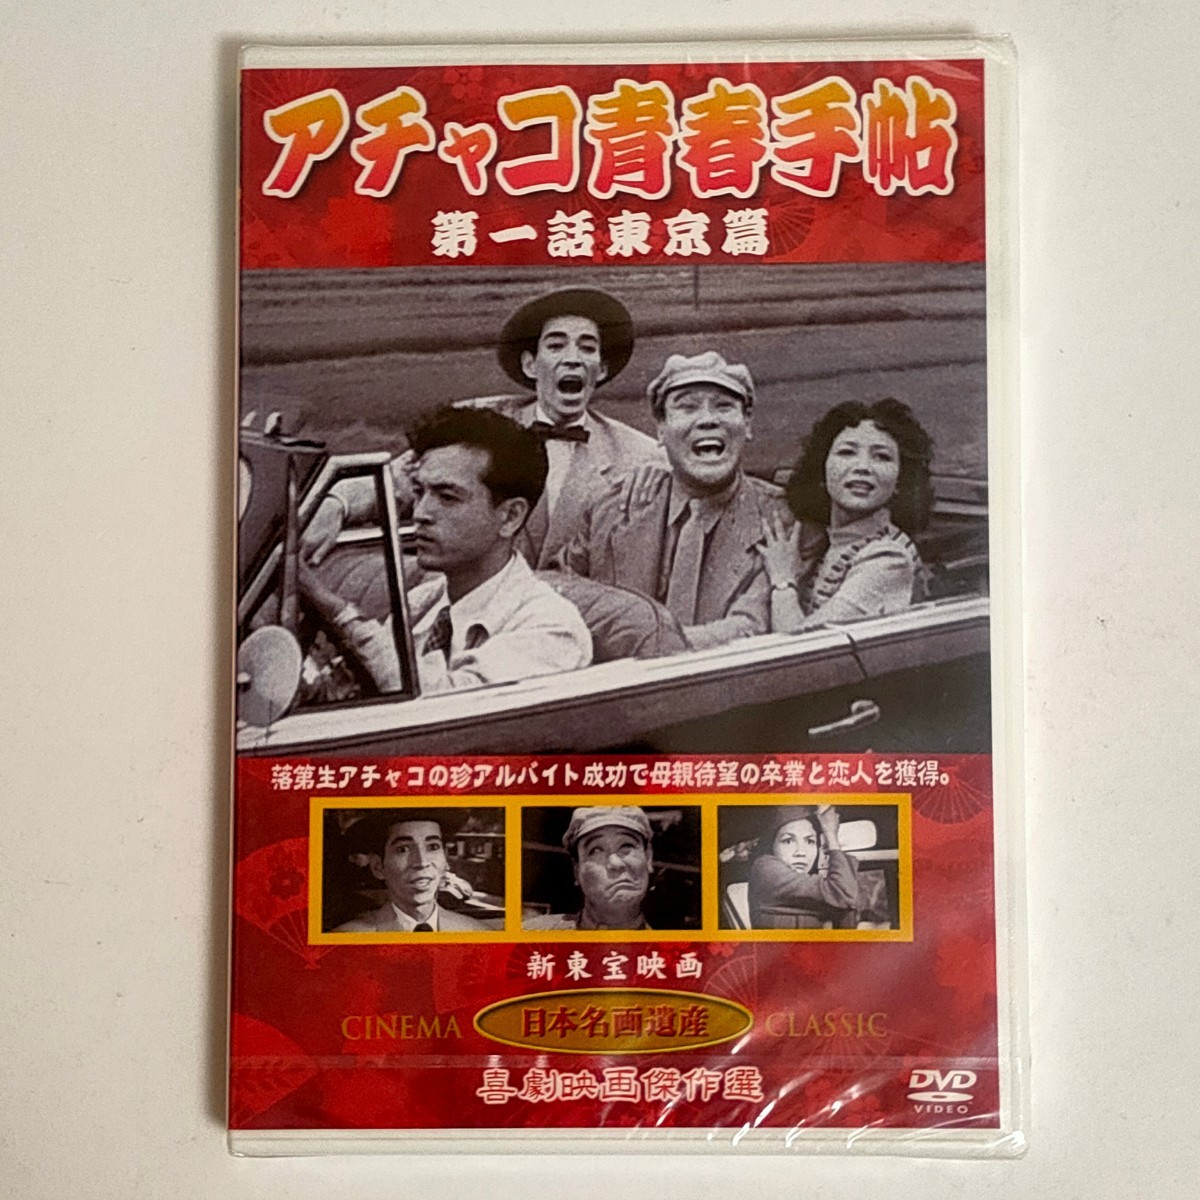 アチャコ青春手帖
第一話東京篇
落第生アチャコの珍アルバイト成功で母親待望の卒業と恋人を獲得。
新東宝映画
CINEMA 日本名画遺産 CLASSIC
喜劇映画傑作選
DVD
VIDEO